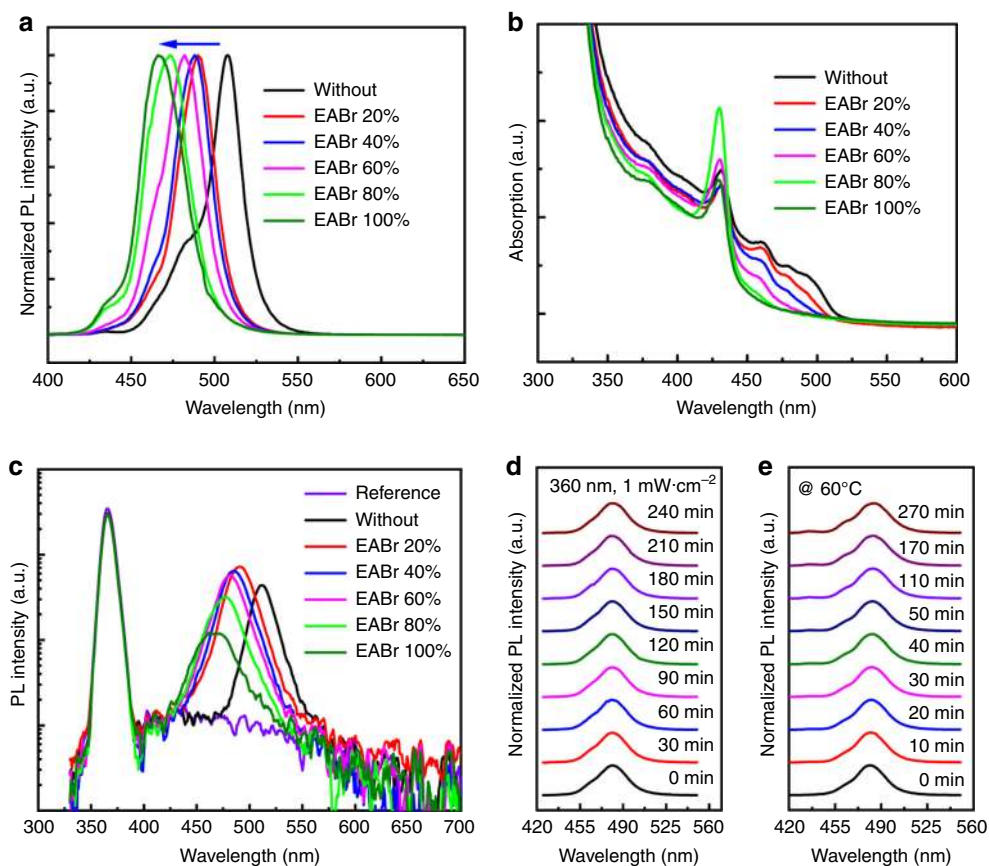 a
Normalized PL intensity (a.u.)
Without
EABr 20%
EABr 40%
EABr 60%
EABr 80%
EABr 100%
400 450 500 550 600 650
Wavelength (nm)
b
Absorption (a.u.)
Without
EABr 20%
EABr 40%
EABr 60%
EABr 80%
EABr 100%
300 350 400 450 500 550 600
Wavelength (nm)
c
PL intensity (a.u.)
Reference
Without
EABr 20%
EABr 40%
EABr 60%
EABr 80%
EABr 100%
300 350 400 450 500 550 600 650 700
Wavelength (nm)
d
Normalized PL intensity (a.u.)
360 nm, 1 mW·cm⁻²
240 min
210 min
180 min
150 min
120 min
90 min
60 min
30 min
0 min
420 455 490 525 560
Wavelength (nm)
e
Normalized PL intensity (a.u.)
@ 60°C
270 min
170 min
110 min
50 min
40 min
30 min
20 min
10 min
0 min
420 455 490 525 560
Wavelength (nm)